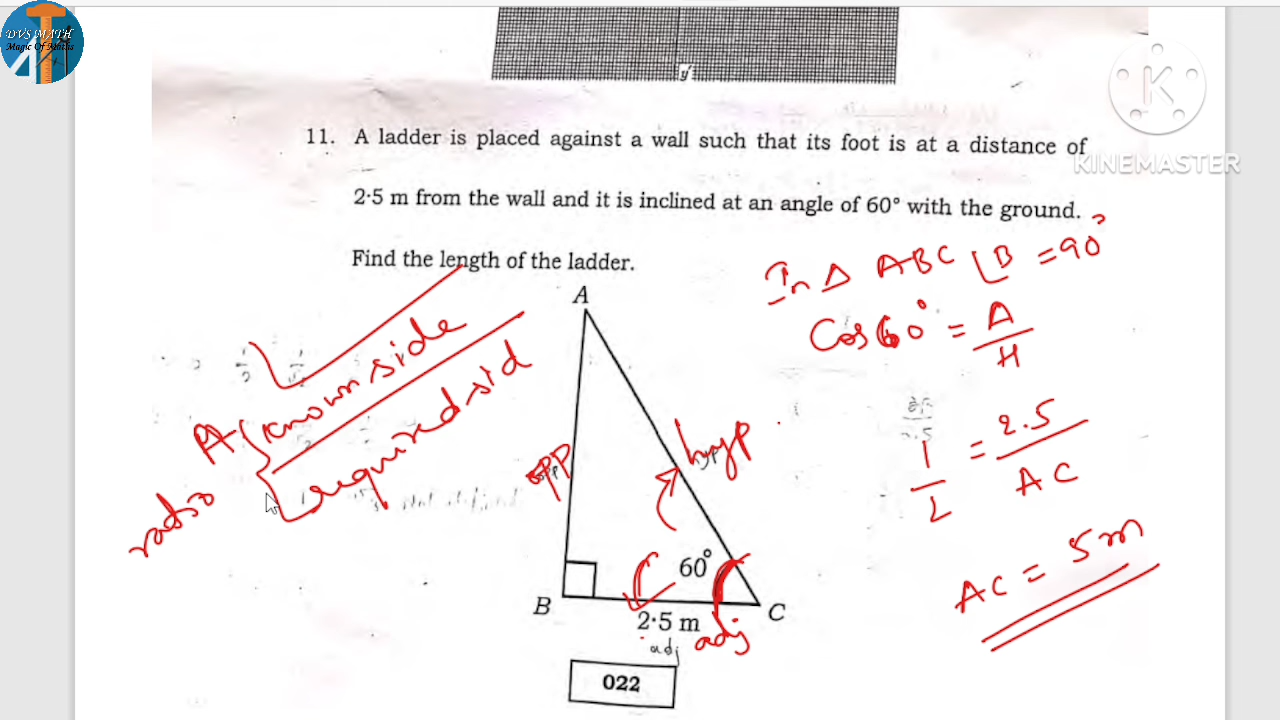 DVS MATH
Magic Of Maths
y'
K
KINEMASTER
11. A ladder is placed against a wall such that its foot is at a distance of
2·5 m from the wall and it is inclined at an angle of 60° with the ground.
Find the length of the ladder.
In Δ ABC ∟B = 90°
Cos 60° = A/H
1/2 = 2.5/AC
AC = 5m
A
known side
required sid
ratio
A
opp
hyp
60°
B
C
2·5 m
adj
adj
022